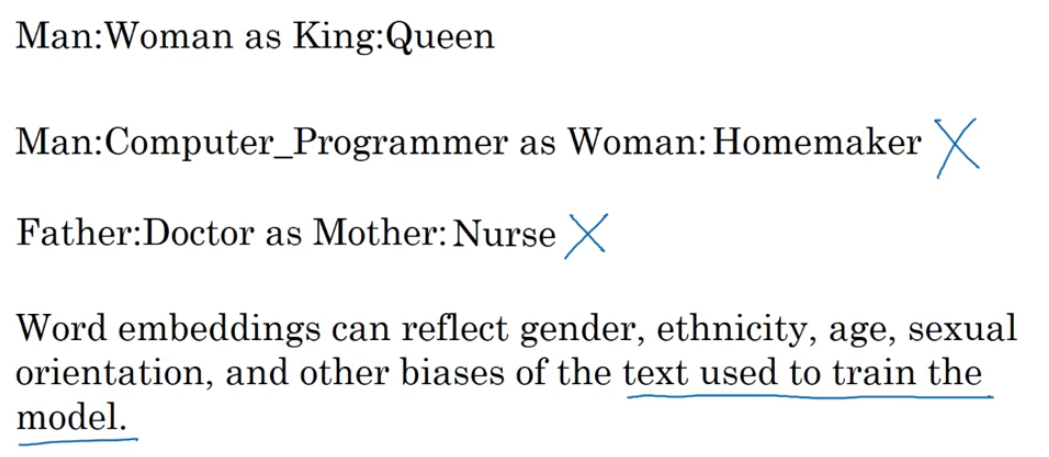 Man:Woman as King:Queen
Man:Computer_Programmer as Woman:Homemaker
Father:Doctor as Mother:Nurse
Word embeddings can reflect gender, ethnicity, age, sexual
orientation, and other biases of the text used to train the
model.